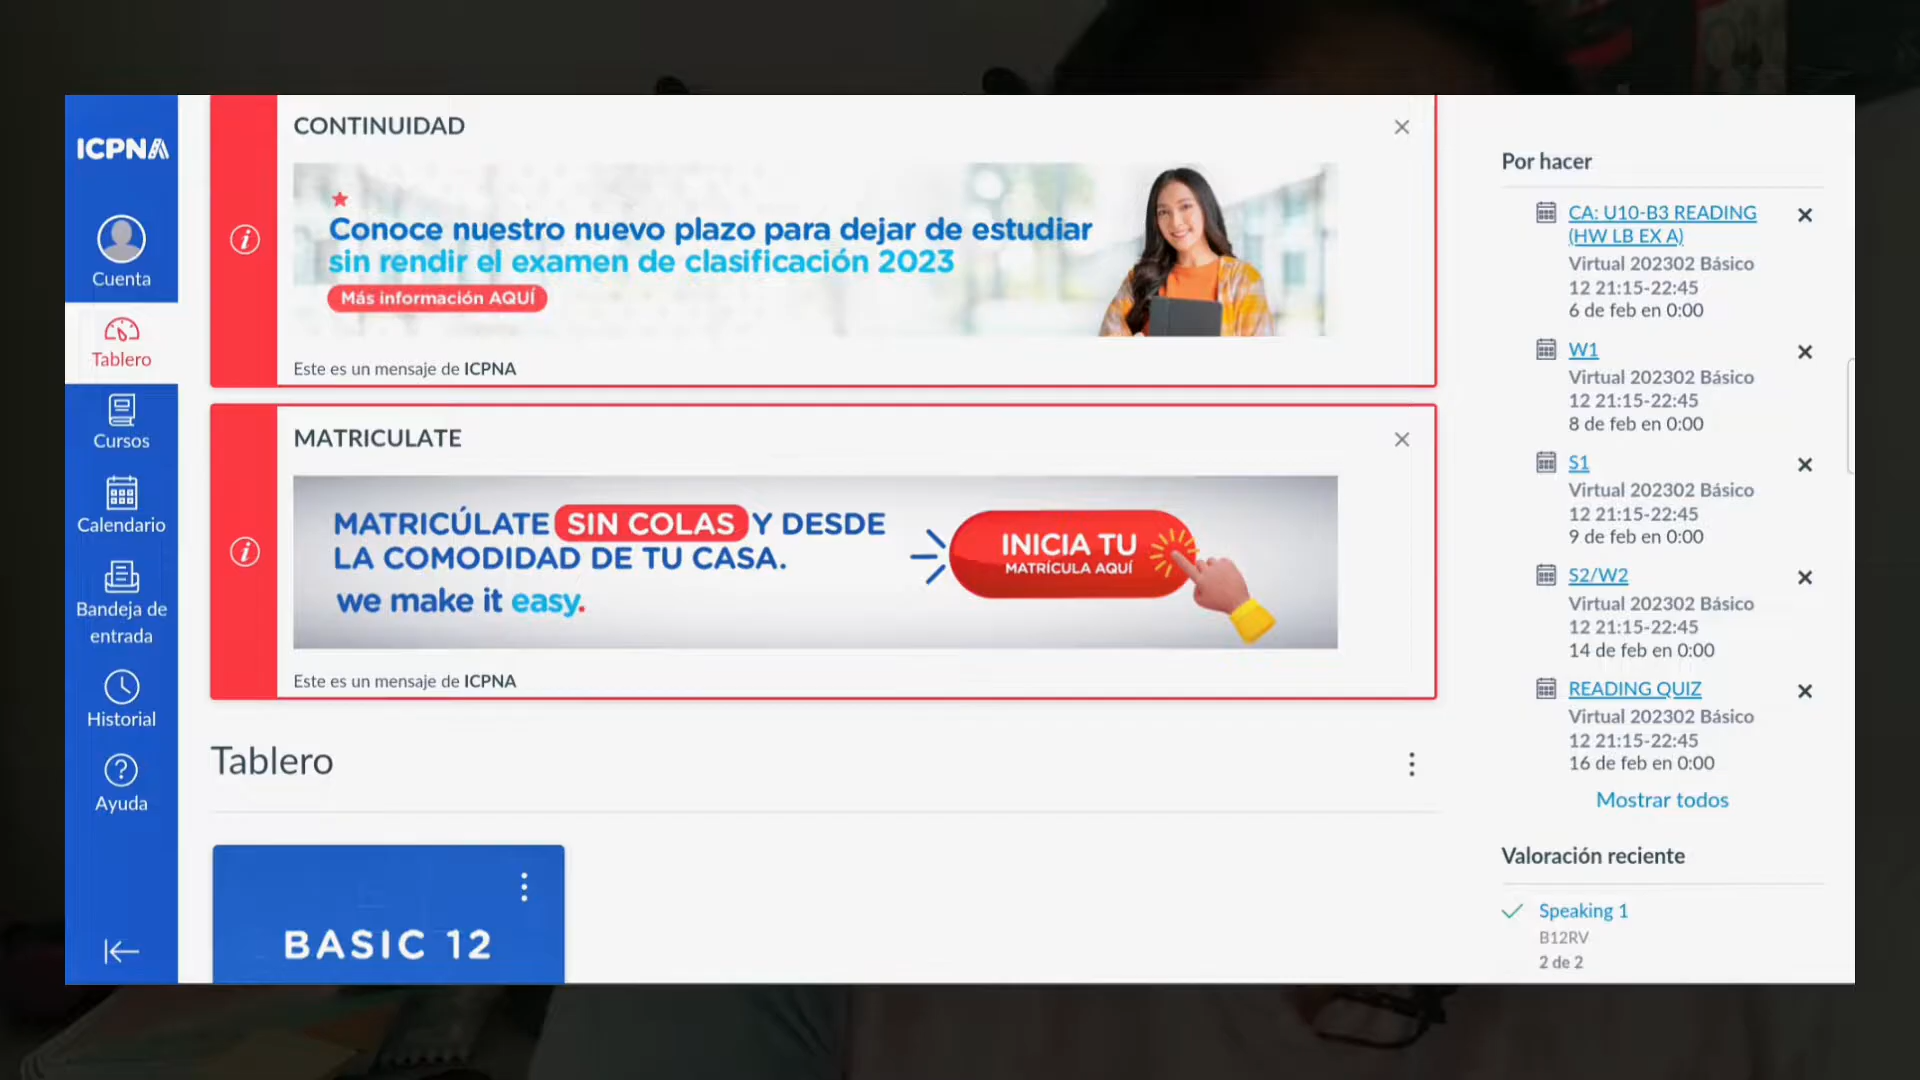 ICPNA
Cuenta
Tablero
Cursos
Calendario
Bandeja de
entrada
Historial
Ayuda
CONTINUIDAD
Conoce nuestro nuevo plazo para dejar de estudiar
sin rendir el examen de clasificación 2023
Más información AQUÍ
Este es un mensaje de ICPNA
MATRICULATE
MATRICÚLATE SIN COLAS Y DESDE
LA COMODIDAD DE TU CASA.
we make it easy.
INICIA TU
MATRÍCULA AQUÍ
Este es un mensaje de ICPNA
Tablero
BASIC 12
Por hacer
CA: U10-B3 READING
(HW LB EX A)
Virtual 202302 Básico
12 21:15-22:45
6 de feb en 0:00
W1
Virtual 202302 Básico
12 21:15-22:45
8 de feb en 0:00
S1
Virtual 202302 Básico
12 21:15-22:45
9 de feb en 0:00
S2/W2
Virtual 202302 Básico
12 21:15-22:45
14 de feb en 0:00
READING QUIZ
Virtual 202302 Básico
12 21:15-22:45
16 de feb en 0:00
Mostrar todos
Valoración reciente
Speaking 1
B12RV
2 de 2